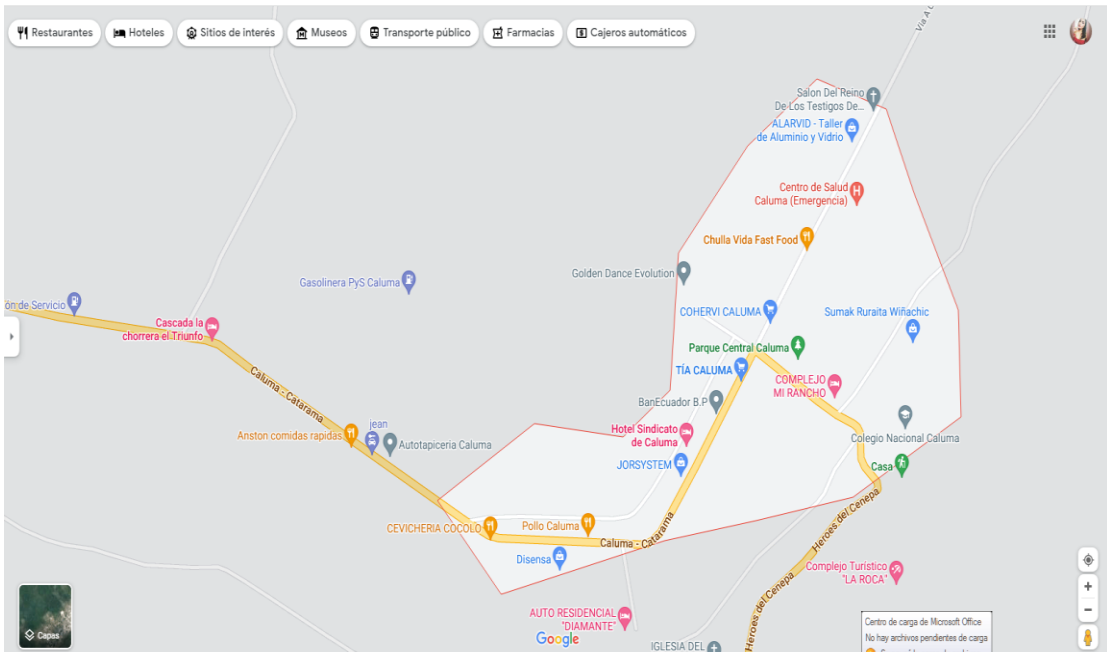 Restaurantes
Hoteles
Sitios de interés
Museos
Transporte público
Farmacias
Cajeros automáticos
Vía A
Salon Del Reino
De Los Testigos De...
ALARVID - Taller
de Aluminio y Vidrio
Centro de Salud
Caluma (Emergencia)
Chulla Vida Fast Food
Golden Dance Evolution
Gasolinera PyS Caluma
ón de Servicio
Cascada la
chorrera el Triunfo
COHERVI CALUMA
Sumak Ruraita Wiñachic
Parque Central Caluma
TÍA CALUMA
COMPLEJO
MI RANCHO
BanEcuador B.P
Caluma - Catarama
Hotel Sindicato
de Caluma
Colegio Nacional Caluma
jean
Anston comidas rapidas
Autotapiceria Caluma
JORSYSTEM
Casa
CEVICHERIA COCOLO
Pollo Caluma
Caluma - Catarama
Heroes del Cenepa
Disensa
Complejo Turístico
"LA ROCA"
Heroes del Cenepa
AUTO RESIDENCIAL
"DIAMANTE"
Capas
Google
IGLESIA DEL
Centro de carga de Microsoft Office
No hay archivos pendientes de carga